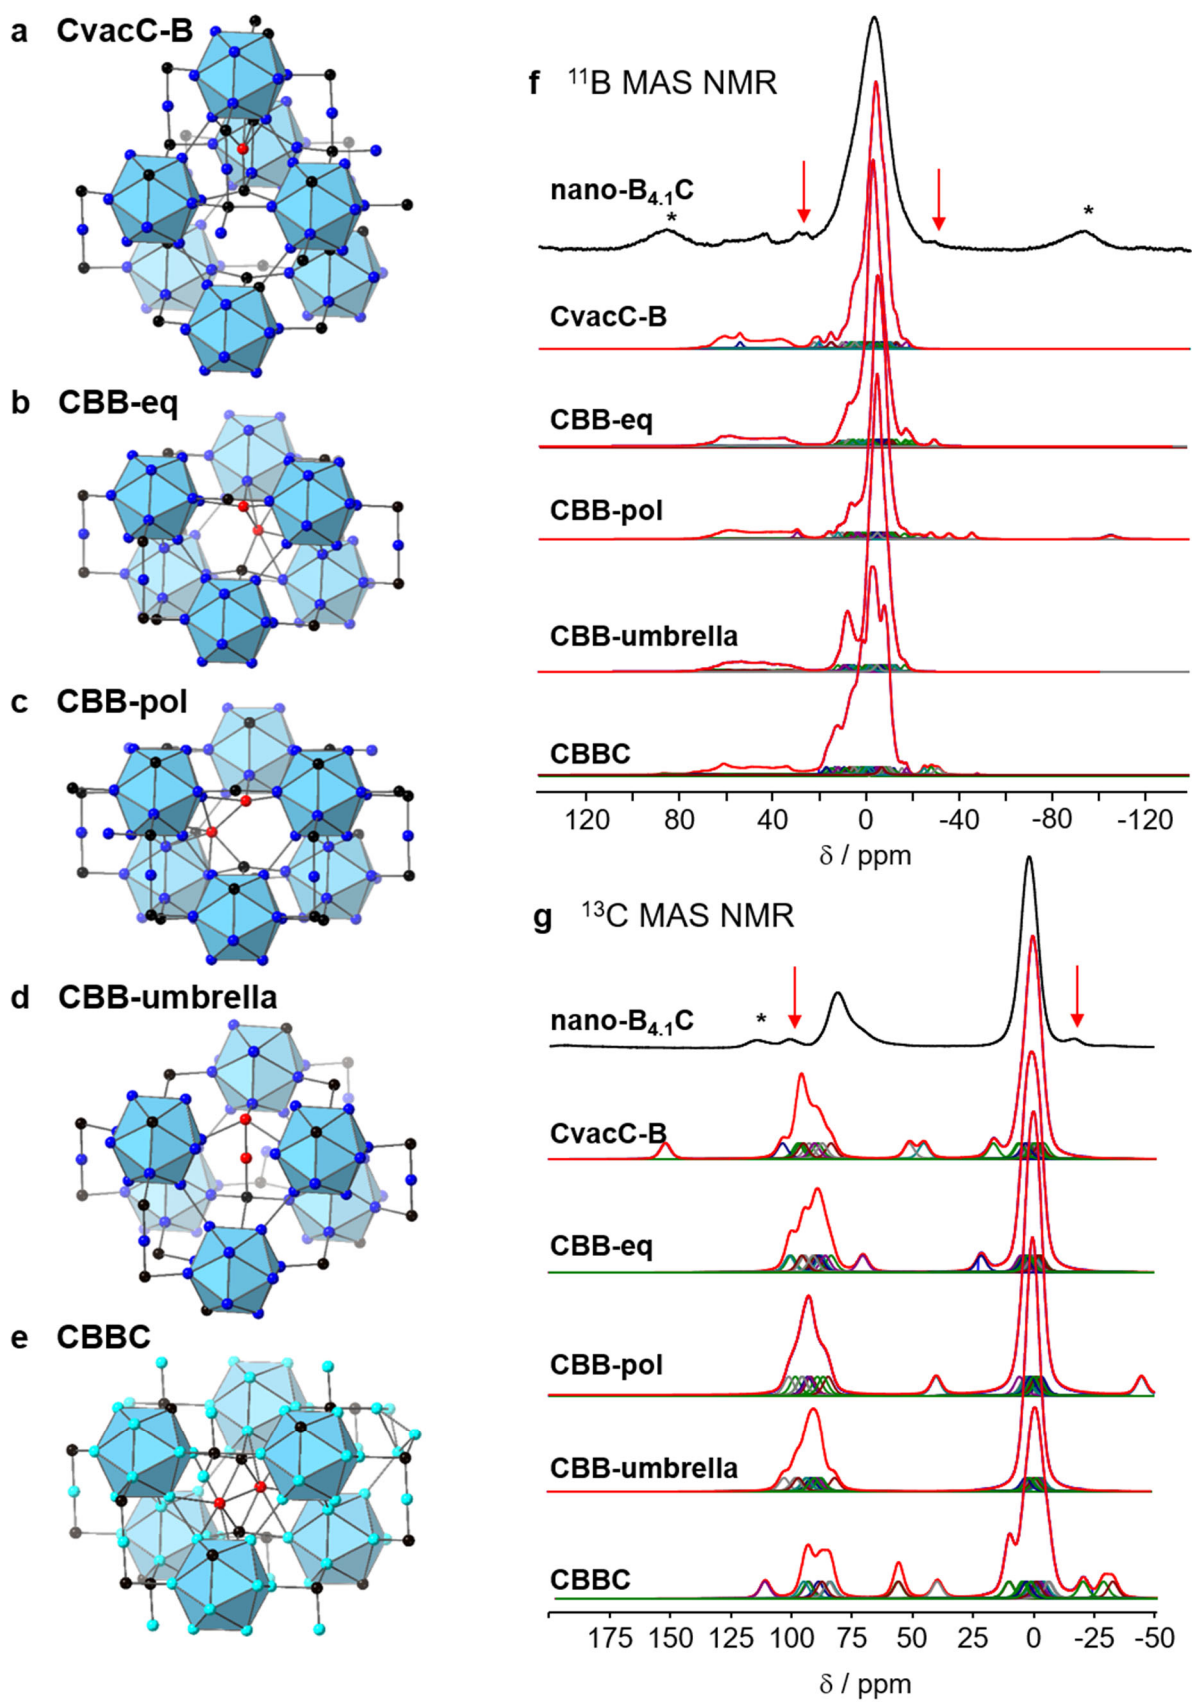 a CvacC-B
b CBB-eq
c CBB-pol
d CBB-umbrella
e CBBC
f ¹¹B MAS NMR
nano-B₄.₁C
*
*
CvacC-B
CBB-eq
CBB-pol
CBB-umbrella
CBBC
120 80 40 0 -40 -80 -120
δ / ppm
g ¹³C MAS NMR
nano-B₄.₁C
*
CvacC-B
CBB-eq
CBB-pol
CBB-umbrella
CBBC
175 150 125 100 75 50 25 0 -25 -50
δ / ppm